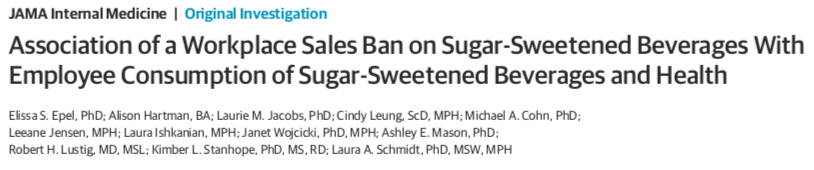 JAMA Internal Medicine | Original Investigation
Association of a Workplace Sales Ban on Sugar-Sweetened Beverages With
Employee Consumption of Sugar-Sweetened Beverages and Health
Elissa S. Epel, PhD; Alison Hartman, BA; Laurie M. Jacobs, PhD; Cindy Leung, ScD, MPH; Michael A. Cohn, PhD;
Leeane Jensen, MPH; Laura Ishkanian, MPH; Janet Wojcicki, PhD, MPH; Ashley E. Mason, PhD;
Robert H. Lustig, MD, MSL; Kimber L. Stanhope, PhD, MS, RD; Laura A. Schmidt, PhD, MSW, MPH